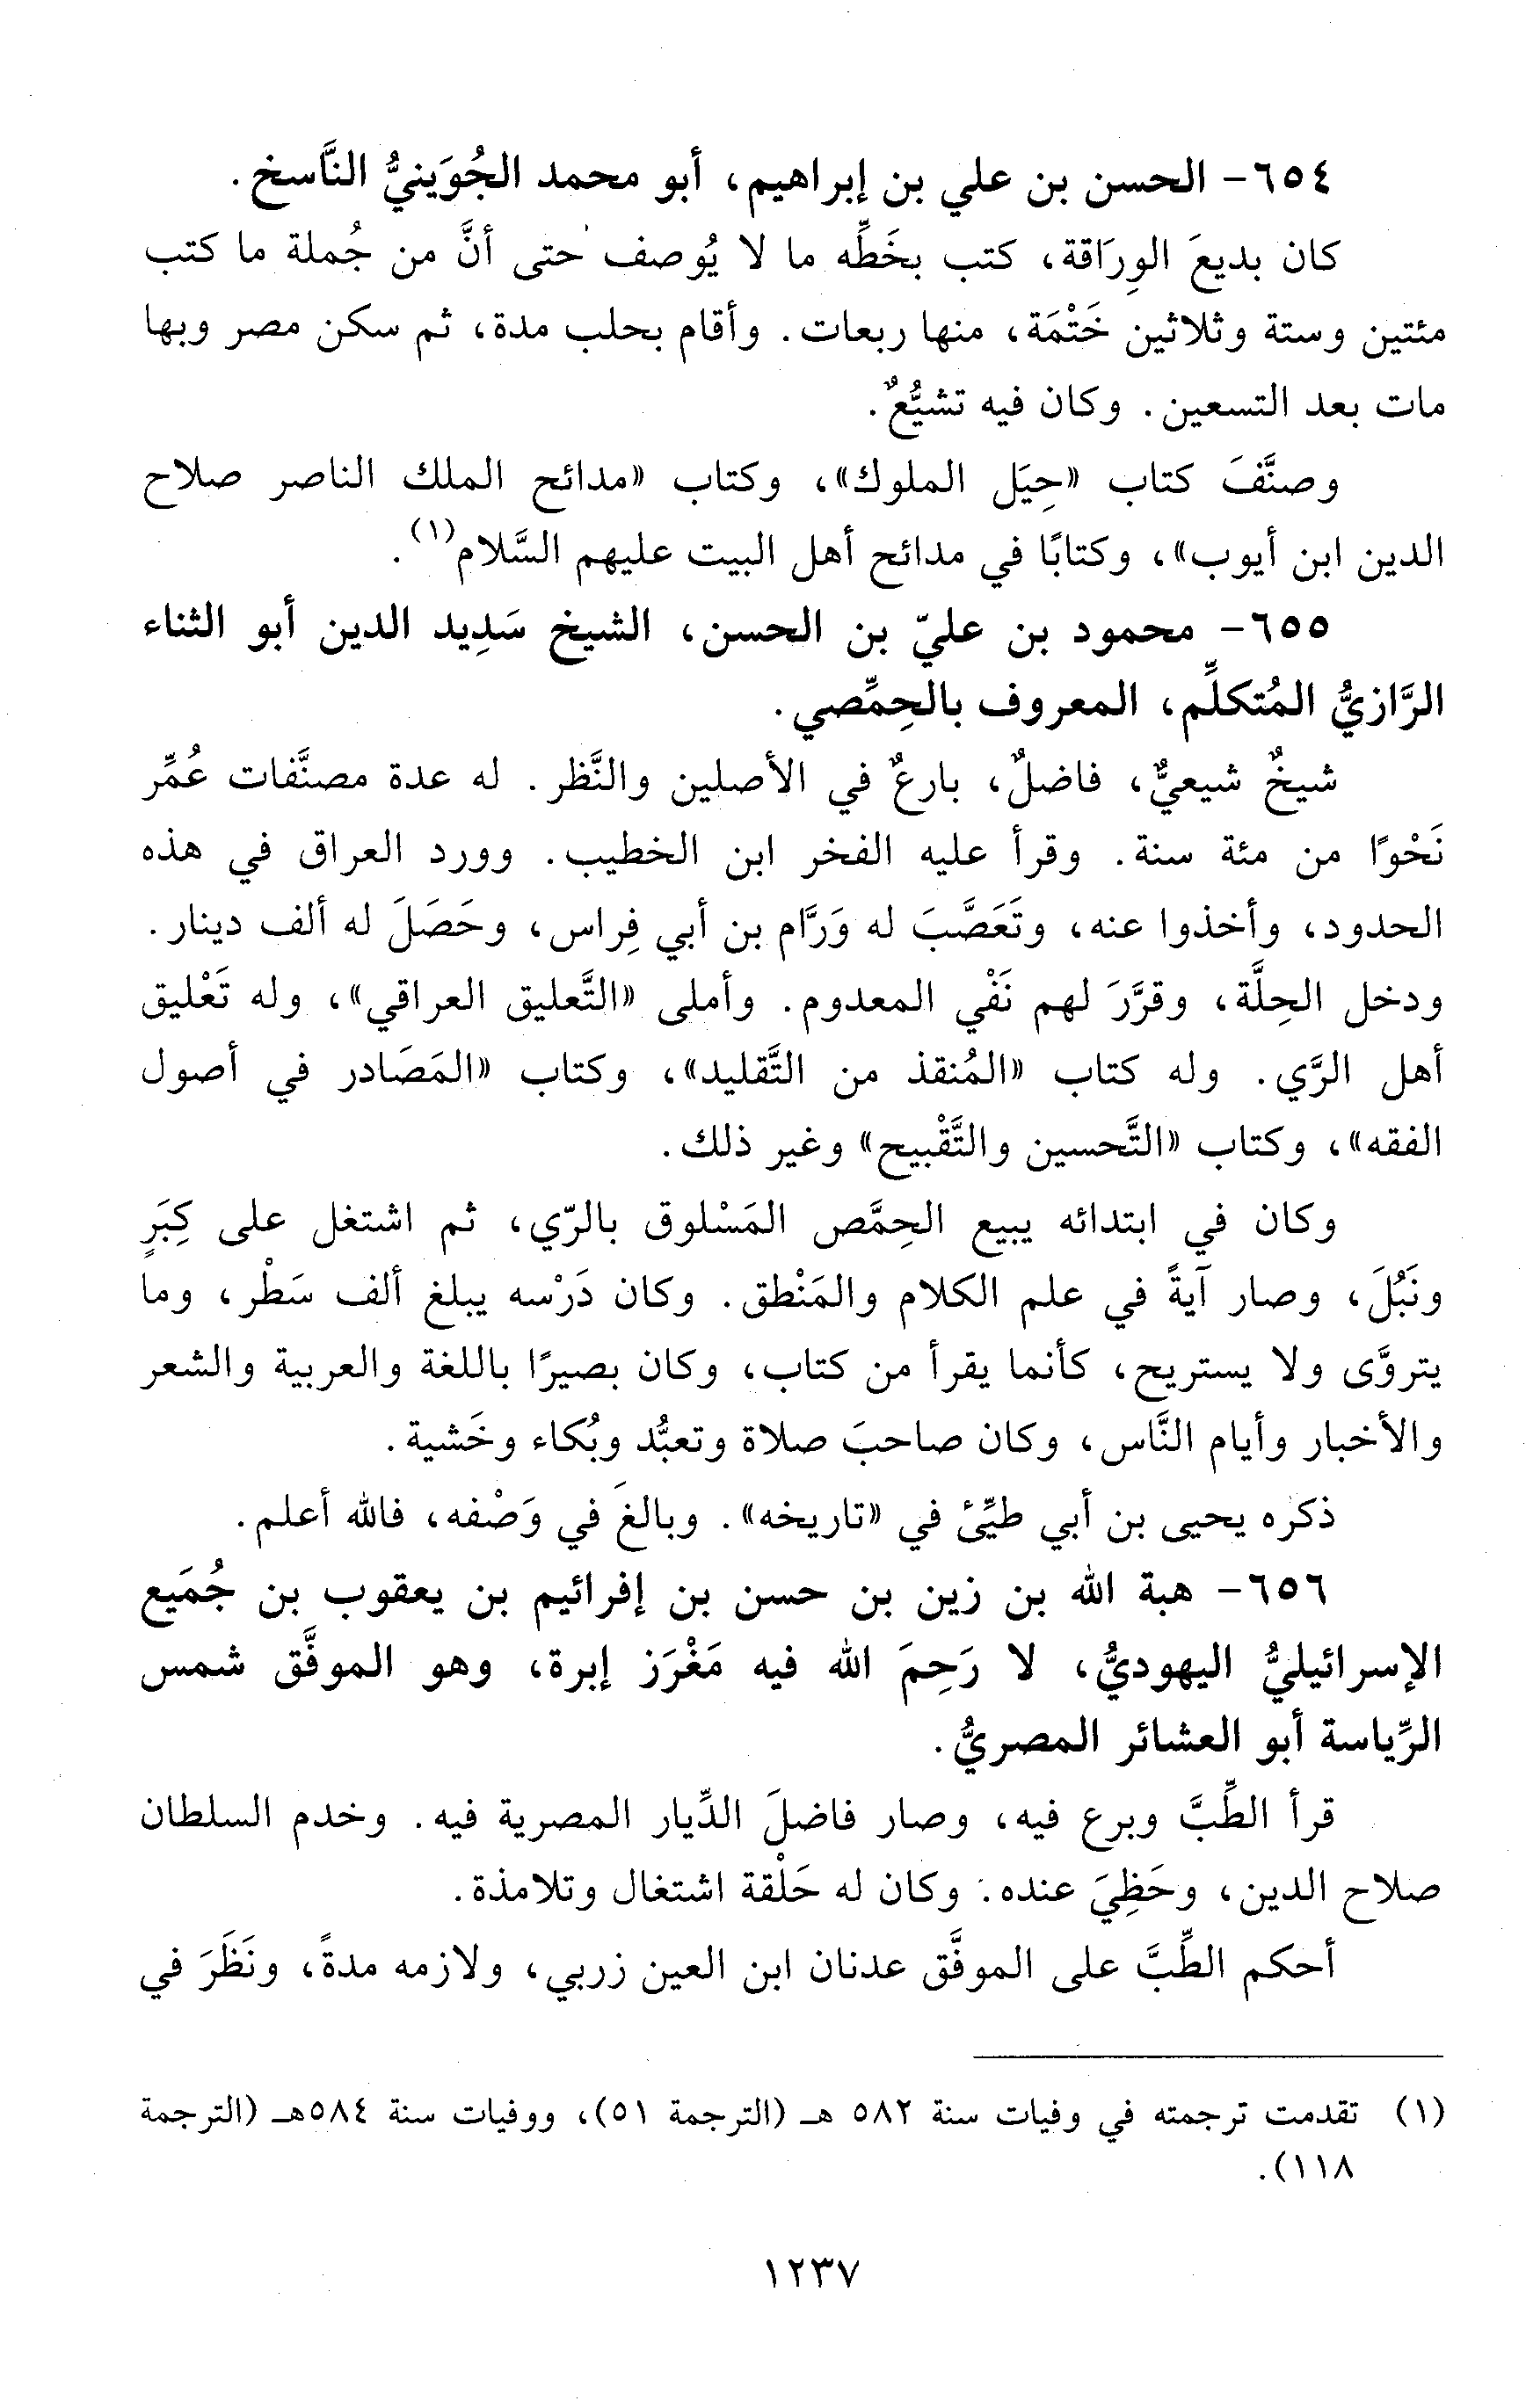 ٦٥٤- الحسن بن علي بن إبراهيم، أبو محمد الجُوَينيُّ النَّاسخ.
كان بديعَ الوِرَاقة، كتب بخَطِّه ما لا يُوصف حتى أنَّ من جُملة ما كتب
مئتين وستة وثلاثين خَتْمَة، منها ربعات. وأقام بحلب مدة، ثم سكن مصر وبها
مات بعد التسعين. وكان فيه تشيُّعٌ.
وصنَّفَ كتاب «حِيَل الملوك»، وكتاب «مدائح الملك الناصر صلاح
الدين ابن أيوب»، وكتابًا في مدائح أهل البيت عليهم السَّلام(١).
٦٥٥- محمود بن عليّ بن الحسن، الشيخ سَدِيد الدين أبو الثناء
الرَّازيُّ المُتكلِّم، المعروف بالحِمِّصي.
شيخٌ شيعيٌّ، فاضلٌ، بارعٌ في الأصلين والنَّظر. له عدة مصنَّفات عُمِّر
نَحْوًا من مئة سنة. وقرأ عليه الفخر ابن الخطيب. وورد العراق في هذه
الحدود، وأخذوا عنه، وتَعَصَّبَ له وَرَّام بن أبي فِراس، وحَصَلَ له ألف دينار.
ودخل الحِلَّة، وقرَّرَ لهم نَفْي المعدوم. وأملى «التَّعليق العراقي»، وله تَعْليق
أهل الرَّي. وله كتاب «المُنقذ من التَّقليد»، وكتاب «المَصَادر في أصول
الفقه»، وكتاب «التَّحسين والتَّقْبيح» وغير ذلك.
وكان في ابتدائه يبيع الحِمَّص المَسْلوق بالرّي، ثم اشتغل على كِبَرٍ
ونَبُلَ، وصار آيةً في علم الكلام والمَنْطق. وكان دَرْسه يبلغ ألف سَطْر، وما
يتروَّى ولا يستريح، كأنما يقرأ من كتاب، وكان بصيرًا باللغة والعربية والشعر
والأخبار وأيام النَّاس، وكان صاحبَ صلاة وتعبُّد وبُكاء وخَشية.
ذكره يحيى بن أبي طيِّئ في «تاريخه». وبالغَ في وَصْفه، فالله أعلم.
٦٥٦- هبة الله بن زين بن حسن بن إفرائيم بن يعقوب بن جُمَيع
الإسرائيليُّ اليهوديُّ، لا رَحِمَ الله فيه مَغْرَز إبرة، وهو الموفَّق شمس
الرِّياسة أبو العشائر المصريُّ.
قرأ الطِّبَّ وبرع فيه، وصار فاضلَ الدِّيار المصرية فيه. وخدم السلطان
صلاح الدين، وحَظِيَ عنده. وكان له حَلْقة اشتغال وتلامذة.
أحكم الطِّبَّ على الموفَّق عدنان ابن العين زربي، ولازمه مدةً، ونَظَرَ في
(١) تقدمت ترجمته في وفيات سنة ٥٨٢ هـ (الترجمة ٥١)، ووفيات سنة ٥٨٤هـ (الترجمة
١١٨).
١٢٣٧